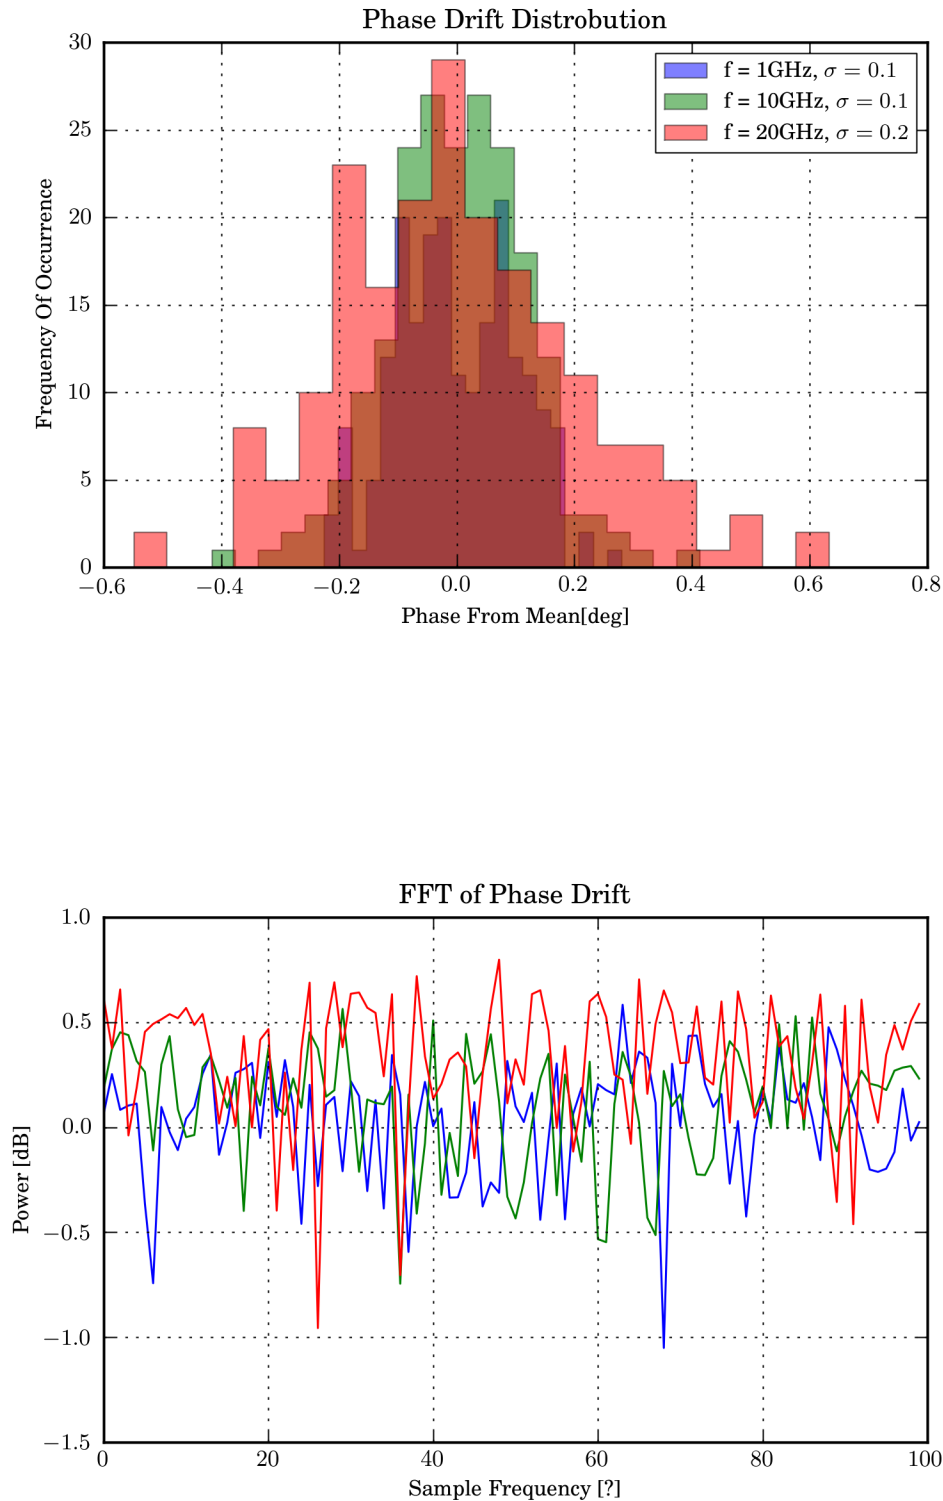 Phase Drift Distrobution
30
25
20
15
10
5
0
Frequency Of Occurrence
f = 1GHz, σ = 0.1
f = 10GHz, σ = 0.1
f = 20GHz, σ = 0.2
−0.6 −0.4 −0.2 0.0 0.2 0.4 0.6 0.8
Phase From Mean[deg]
FFT of Phase Drift
1.0
0.5
0.0
−0.5
−1.0
−1.5
Power [dB]
0 20 40 60 80 100
Sample Frequency [?]